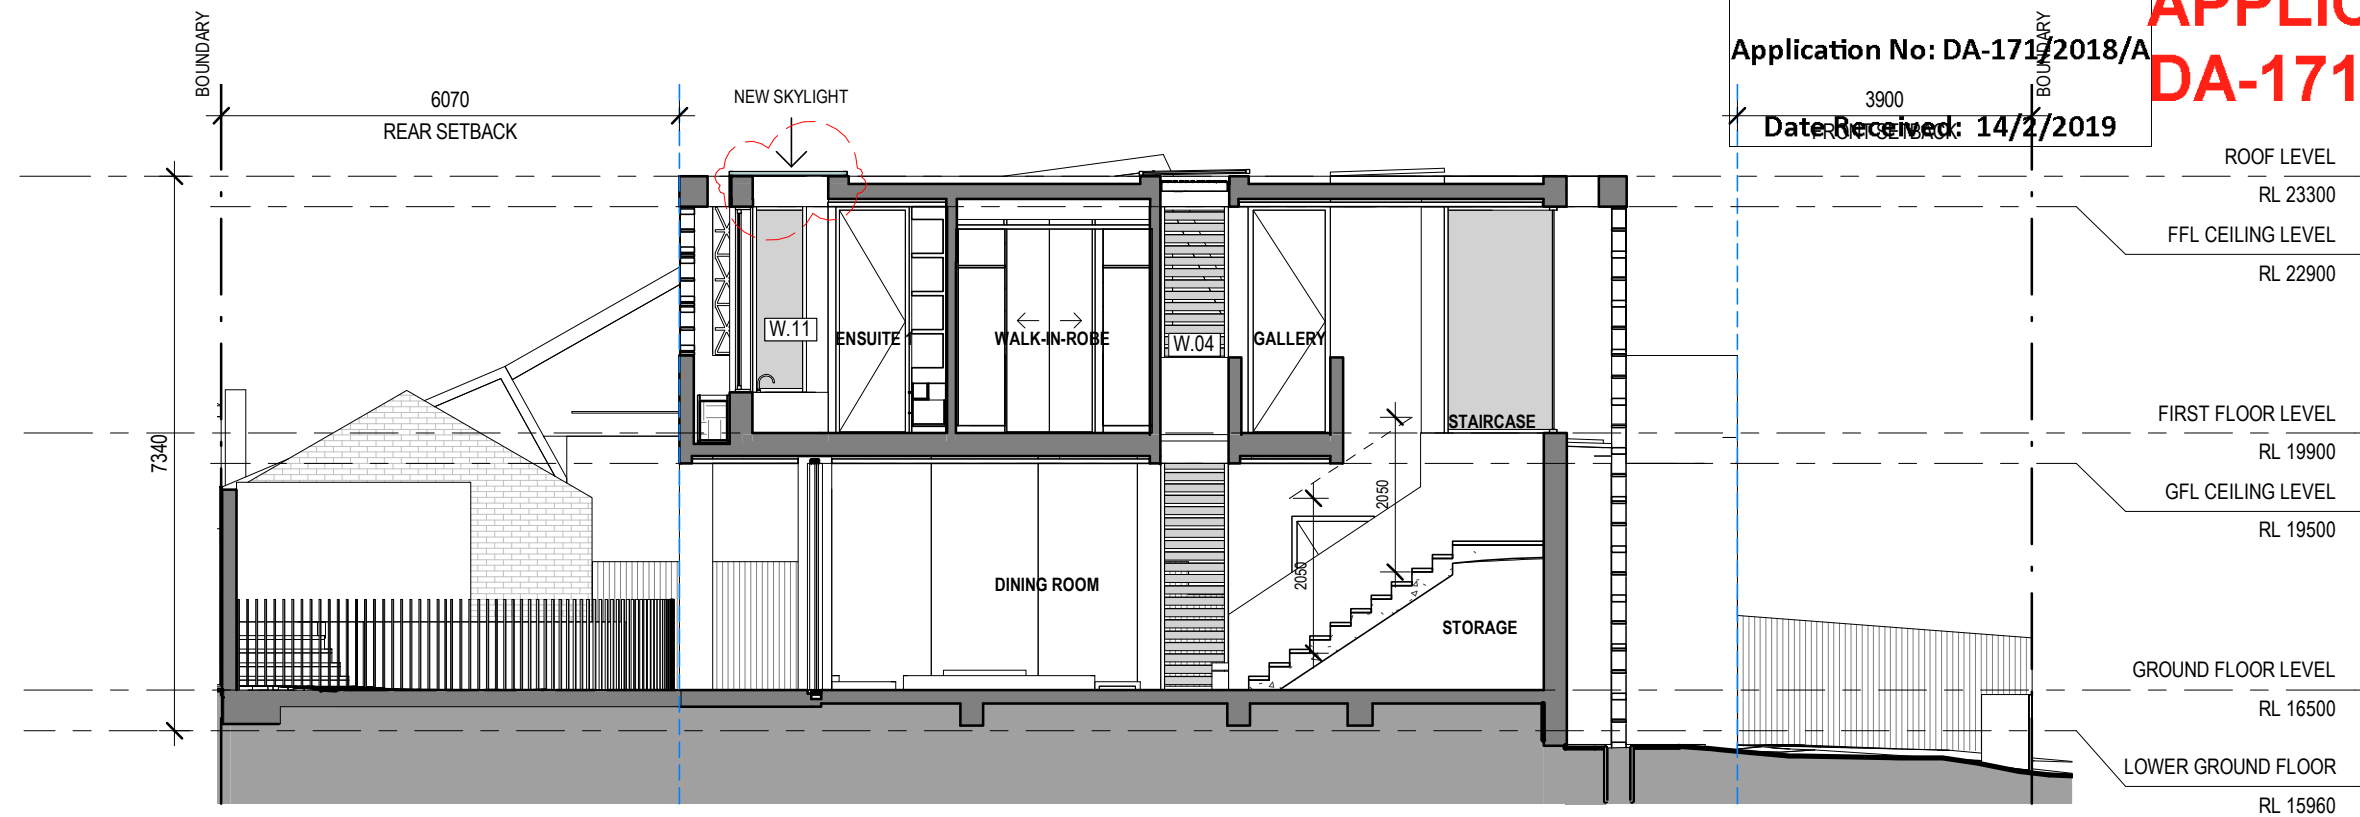 APPLIC
Application No: DA-171/2018/A
DA-171
Date Received: 14/2/2019
BOUNDARY
6070
REAR SETBACK
NEW SKYLIGHT
3900
FRONT SETBACK
BOUNDARY
ROOF LEVEL
RL 23300
FFL CEILING LEVEL
RL 22900
W.11
ENSUITE 1
WALK-IN-ROBE
W.04
GALLERY
STAIRCASE
FIRST FLOOR LEVEL
RL 19900
7340
GFL CEILING LEVEL
RL 19500
2050
2050
DINING ROOM
STORAGE
GROUND FLOOR LEVEL
RL 16500
LOWER GROUND FLOOR
RL 15960